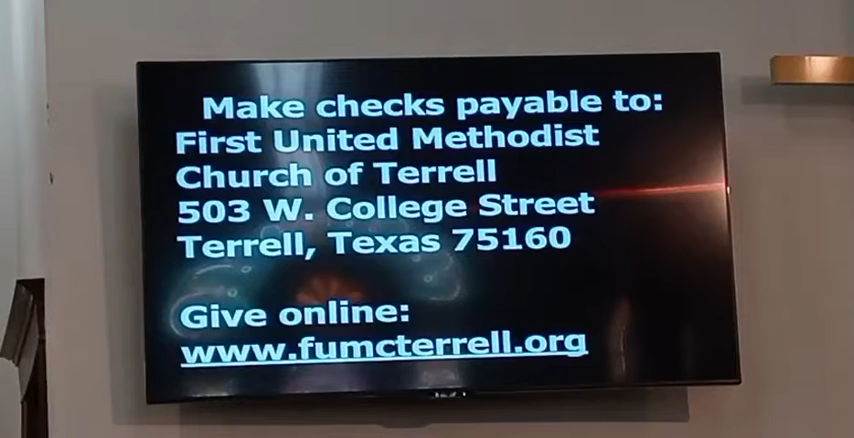 Make checks payable to:
First United Methodist
Church of Terrell
503 W. College Street
Terrell, Texas 75160
Give online:
www.fumcterrell.org